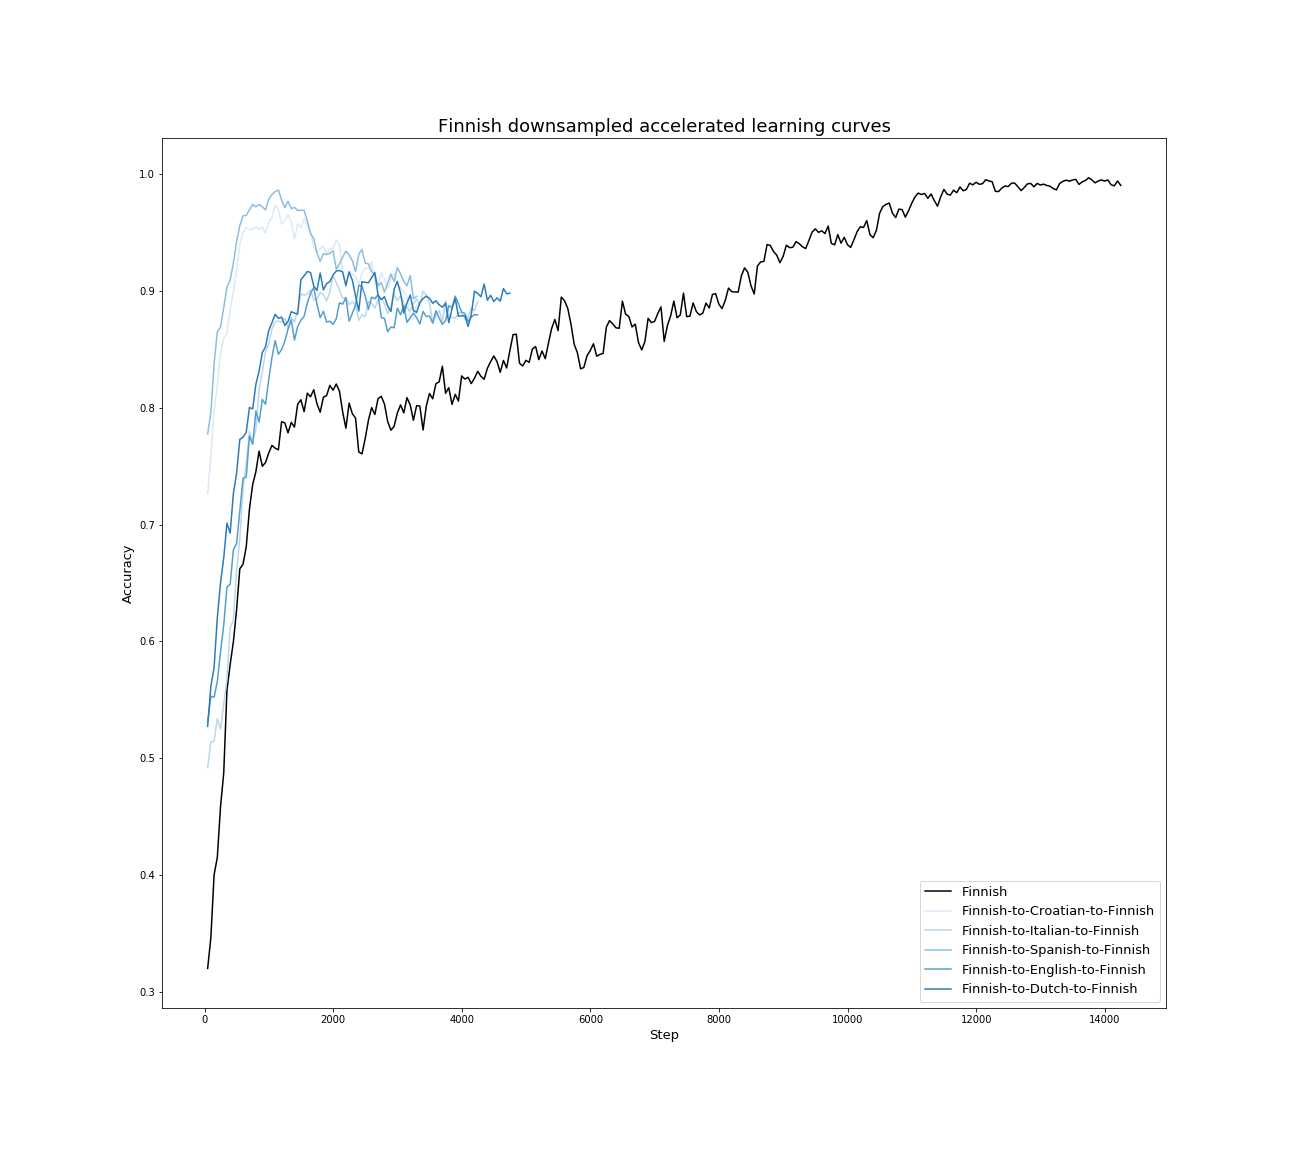 Finnish downsampled accelerated learning curves
1.0
0.9
0.8
0.7
0.6
0.5
0.4
0.3
Accuracy
0
2000
4000
6000
8000
10000
12000
14000
Step
Finnish
Finnish-to-Croatian-to-Finnish
Finnish-to-Italian-to-Finnish
Finnish-to-Spanish-to-Finnish
Finnish-to-English-to-Finnish
Finnish-to-Dutch-to-Finnish